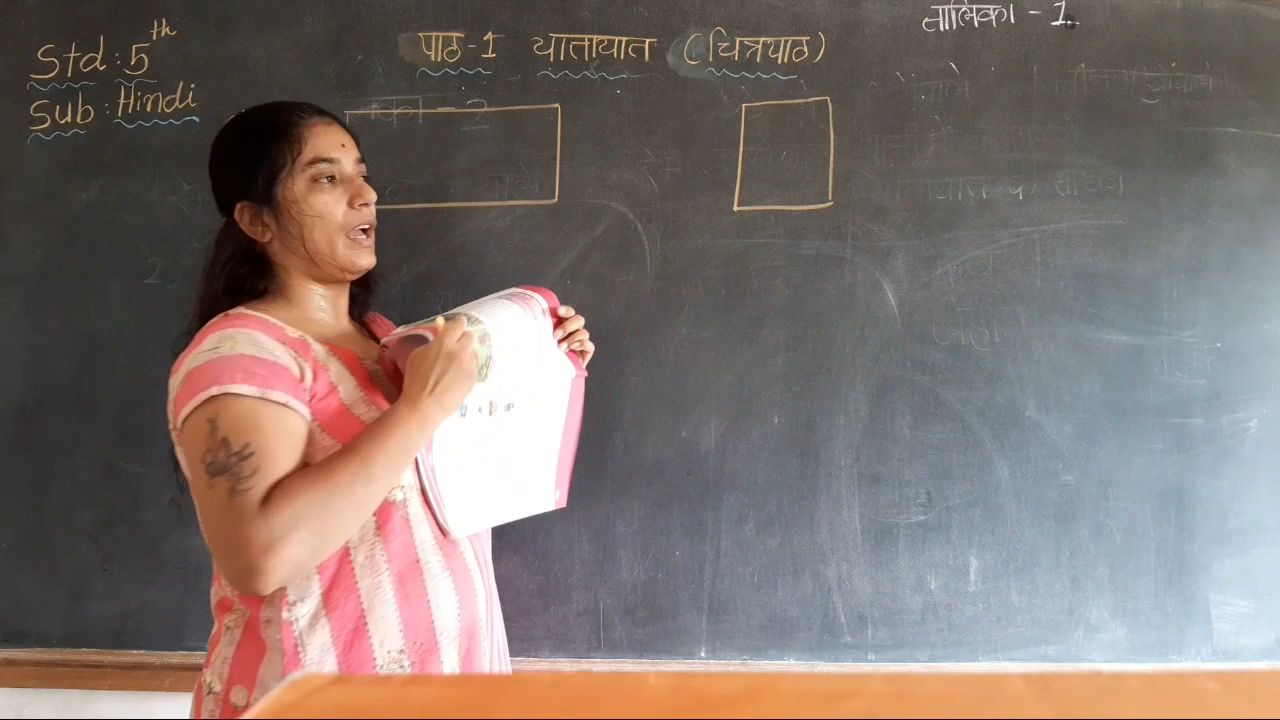 Std : 5th
Sub : Hindi
पाठ-1 यातायात (चित्रपाठ)
तालिका - 1